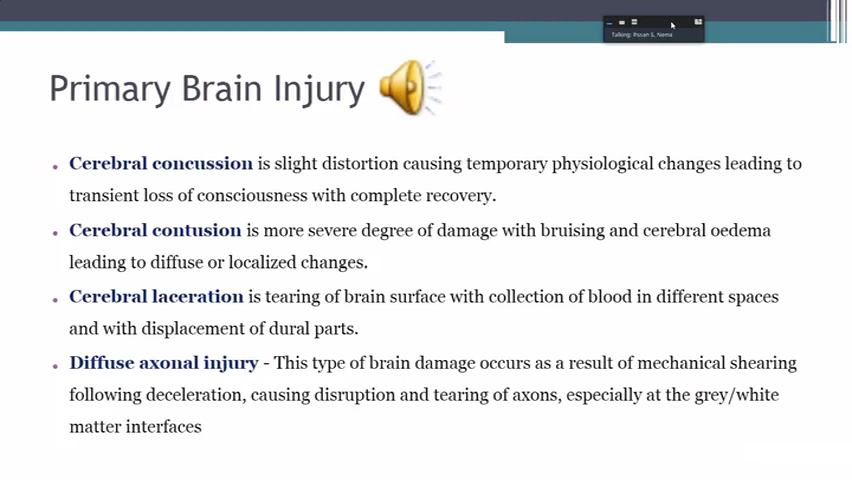 Talking: Rssan S, Nema
Primary Brain Injury
• Cerebral concussion is slight distortion causing temporary physiological changes leading to
transient loss of consciousness with complete recovery.
• Cerebral contusion is more severe degree of damage with bruising and cerebral oedema
leading to diffuse or localized changes.
• Cerebral laceration is tearing of brain surface with collection of blood in different spaces
and with displacement of dural parts.
• Diffuse axonal injury - This type of brain damage occurs as a result of mechanical shearing
following deceleration, causing disruption and tearing of axons, especially at the grey/white
matter interfaces